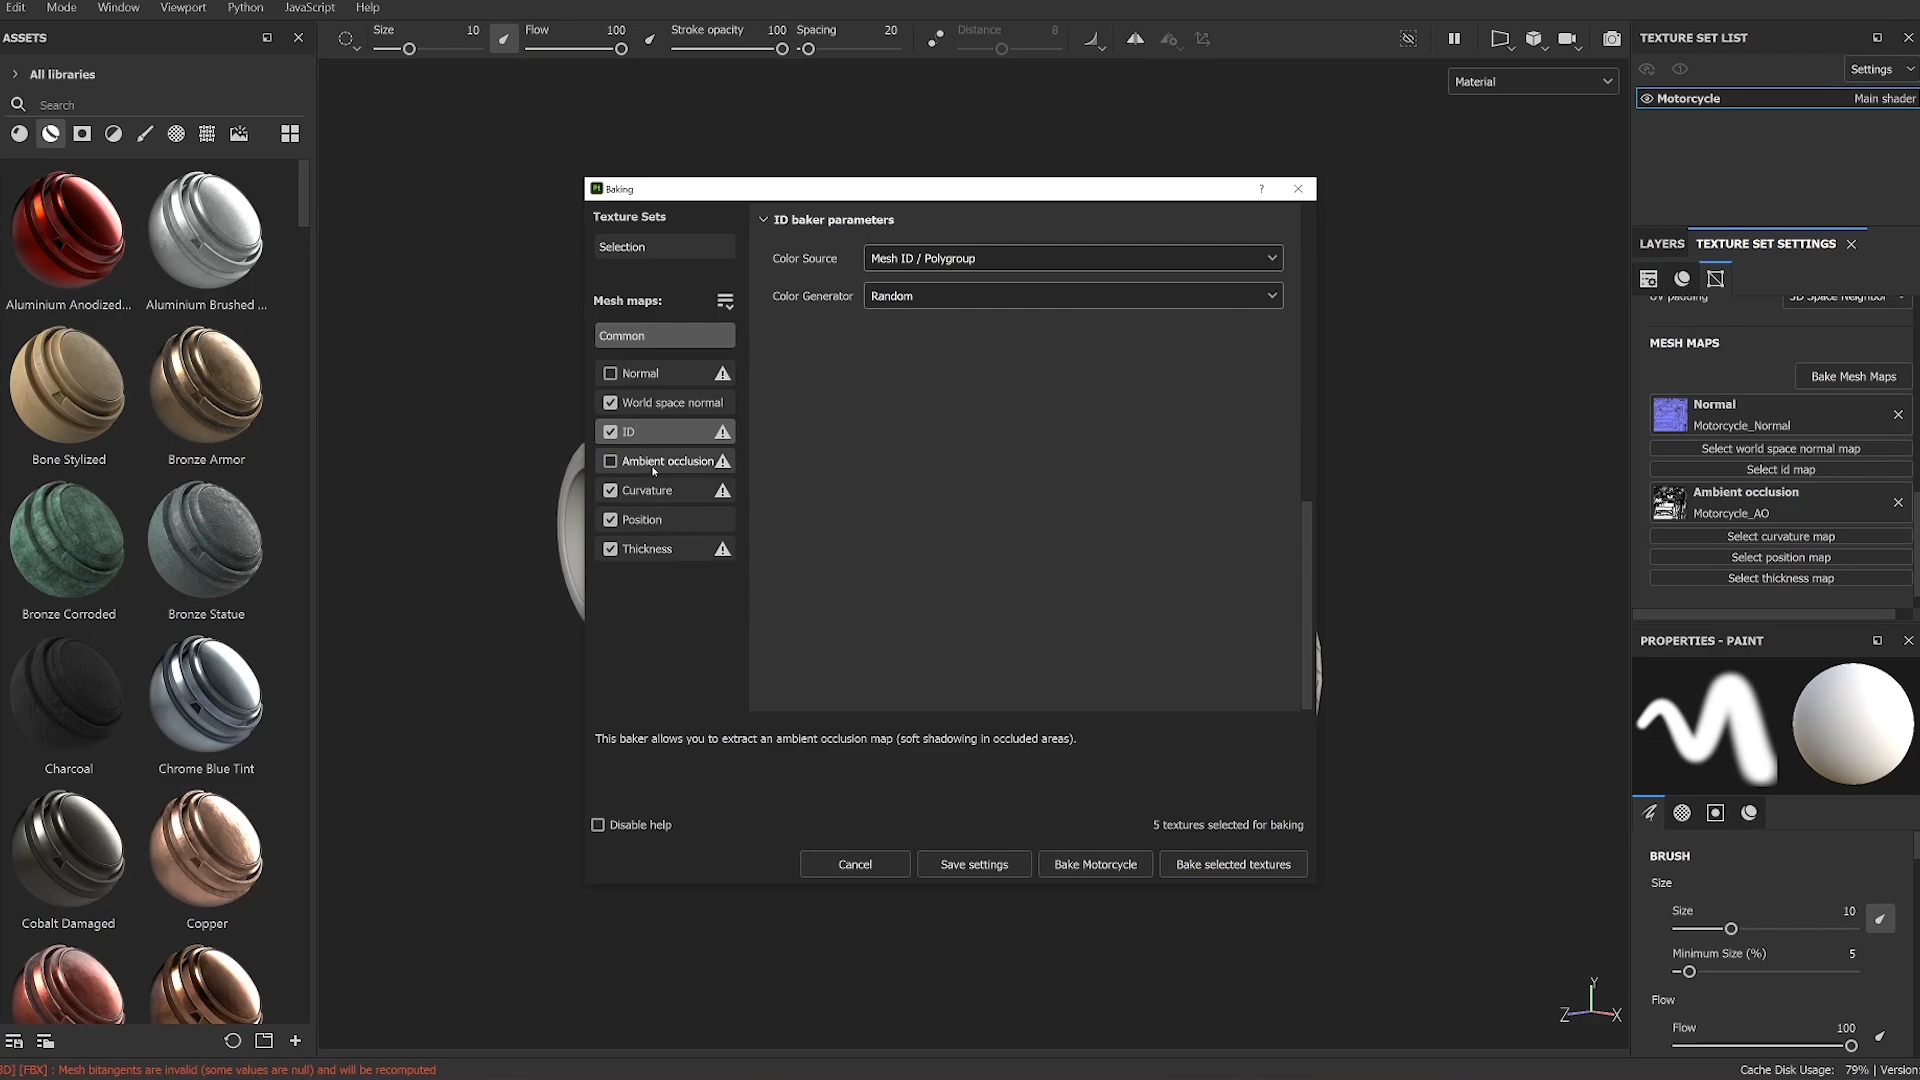 Edit Mode Window Viewport Python JavaScript Help
ASSETS
All libraries
Search
Aluminium Anodized...
Aluminium Brushed ...
Bone Stylized
Bronze Armor
Bronze Corroded
Bronze Statue
Charcoal
Chrome Blue Tint
Cobalt Damaged
Copper
Size 10
Flow 100
Stroke opacity 100
Spacing 20
Distance 8
Material
Baking
?
Texture Sets
Selection
Mesh maps:
Common
Normal
World space normal
ID
Ambient occlusion
Curvature
Position
Thickness
ID baker parameters
Color Source Mesh ID / Polygroup
Color Generator Random
This baker allows you to extract an ambient occlusion map (soft shadowing in occluded areas).
Disable help
5 textures selected for baking
Cancel
Save settings
Bake Motorcycle
Bake selected textures
Y
Z
X
TEXTURE SET LIST
Settings
Motorcycle Main shader
LAYERS TEXTURE SET SETTINGS
UV padding 3D Space Neighbor
MESH MAPS
Bake Mesh Maps
Normal
Motorcycle_Normal
Select world space normal map
Select id map
Ambient occlusion
Motorcycle_AO
Select curvature map
Select position map
Select thickness map
PROPERTIES - PAINT
BRUSH
Size
Size 10
Minimum Size (%) 5
Flow
Flow 100
3D] [FBX] : Mesh bitangents are invalid (some values are null) and will be recomputed
Cache Disk Usage: 79% | Version: